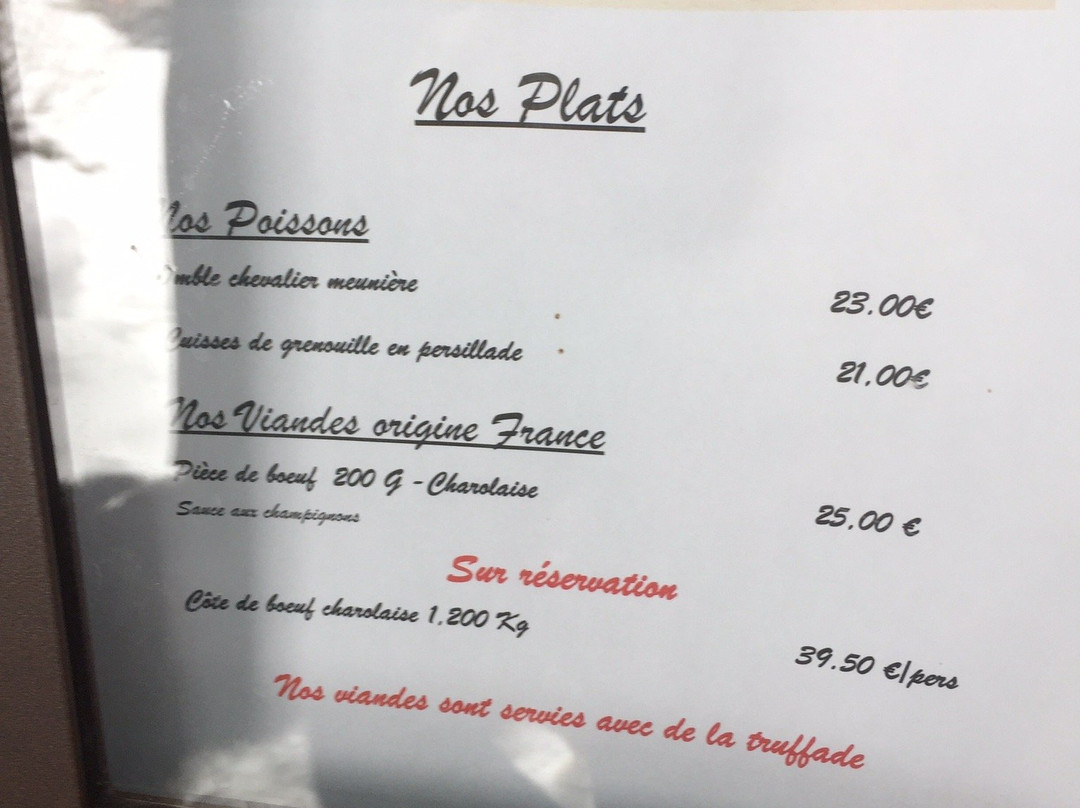 Nos Plats
Nos Poissons
Omble chevalier meunière
23.00€
Cuisses de grenouille en persillade
21.00€
Nos Viandes origine France
Pièce de boeuf 200 G - Charolaise
25.00 €
Sauce aux champignons
Sur réservation
Côte de boeuf charolaise 1.200 Kg
39.50 €/pers
Nos viandes sont servies avec de la truffade